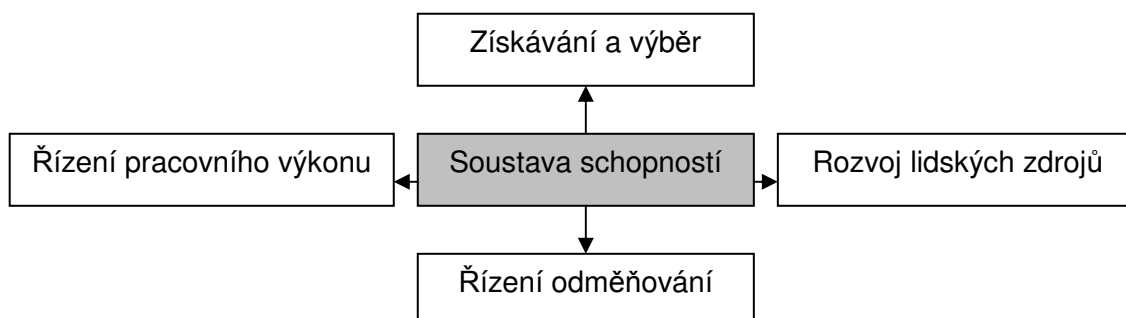 Získávání a výběr
Řízení pracovního výkonu
Soustava schopností
Rozvoj lidských zdrojů
Řízení odměňování